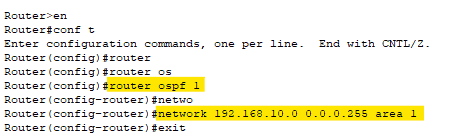 Router>en
Router#conf t
Enter configuration commands, one per line.  End with CNTL/Z.
Router(config)#router
Router(config)#router os
Router(config)#router ospf 1
Router(config-router)#netwo
Router(config-router)#network 192.168.10.0 0.0.0.255 area 1
Router(config-router)#exit